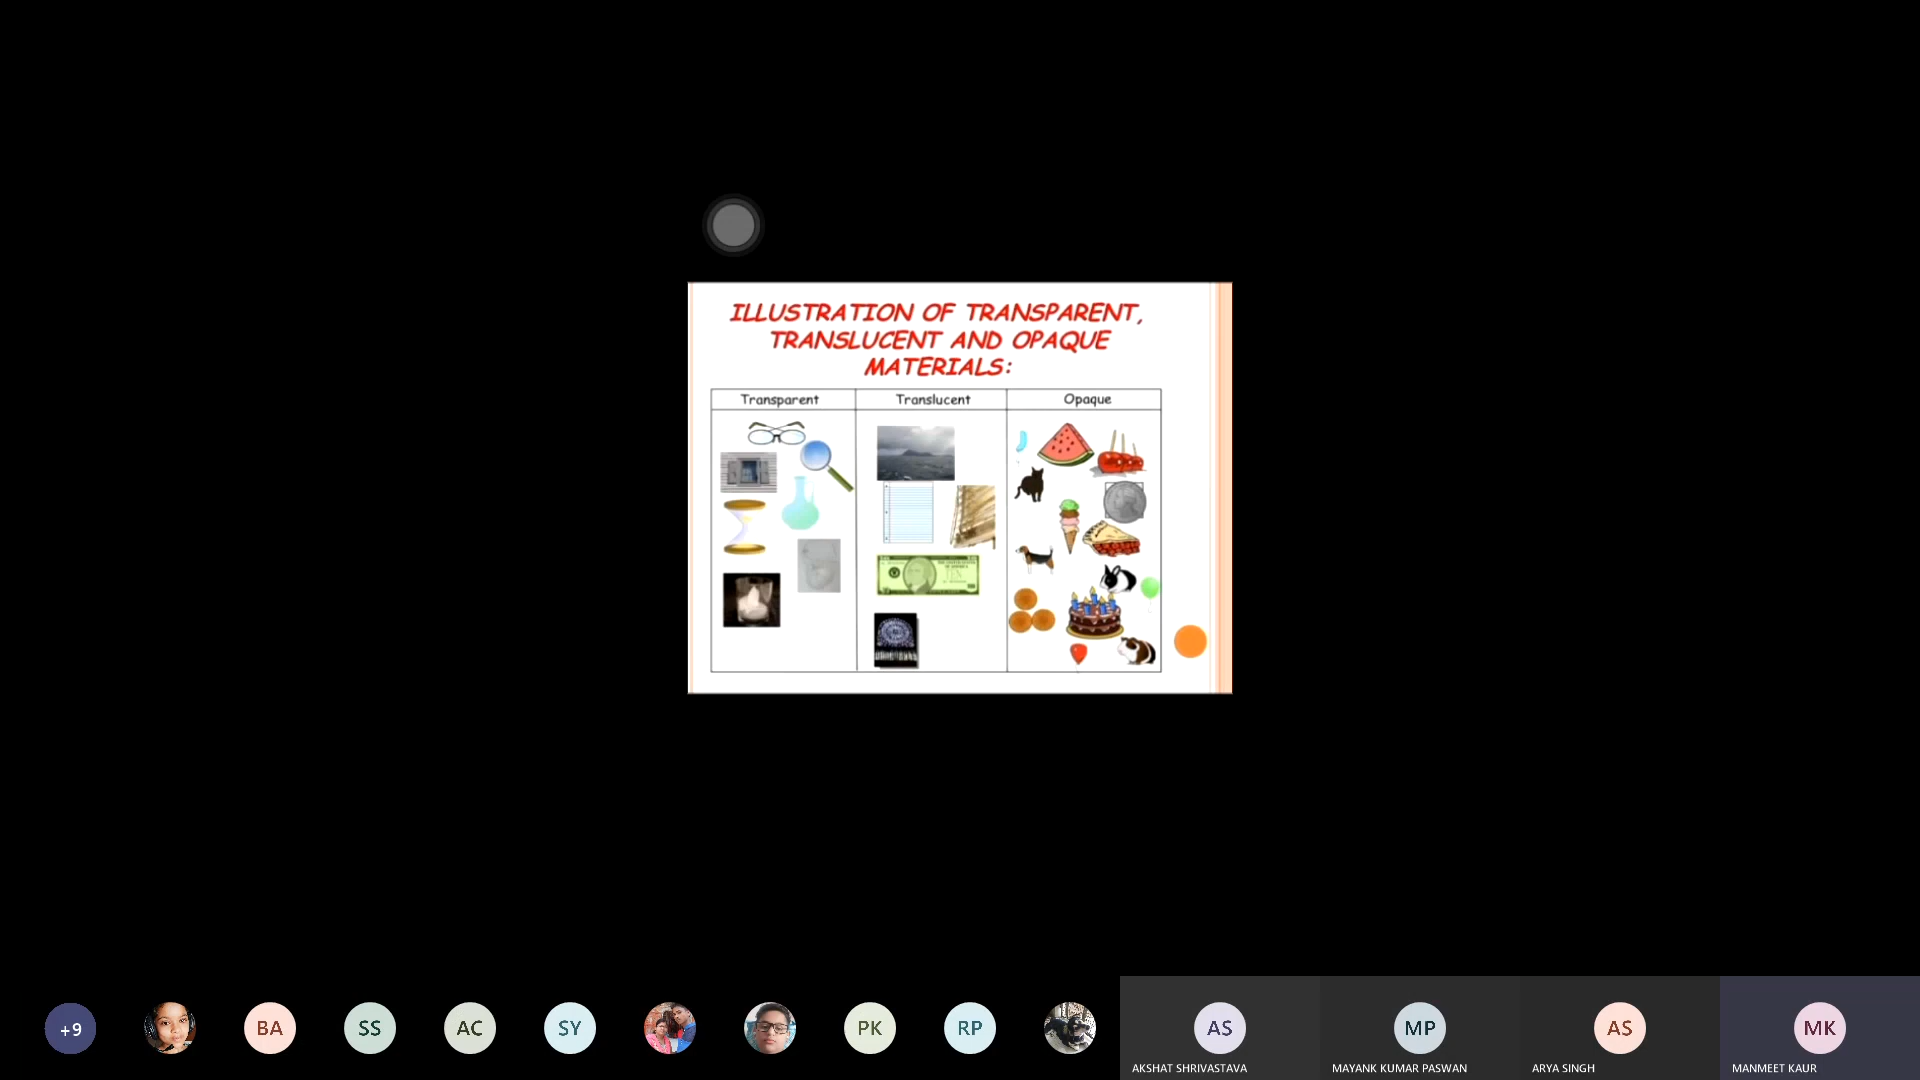 ILLUSTRATION OF TRANSPARENT,
TRANSLUCENT AND OPAQUE
MATERIALS:
Transparent Translucent Opaque
TEN
+9 BA SS AC SY PK RP AS MP AS MK
AKSHAT SHRIVASTAVA MAYANK KUMAR PASWAN ARYA SINGH MANMEET KAUR